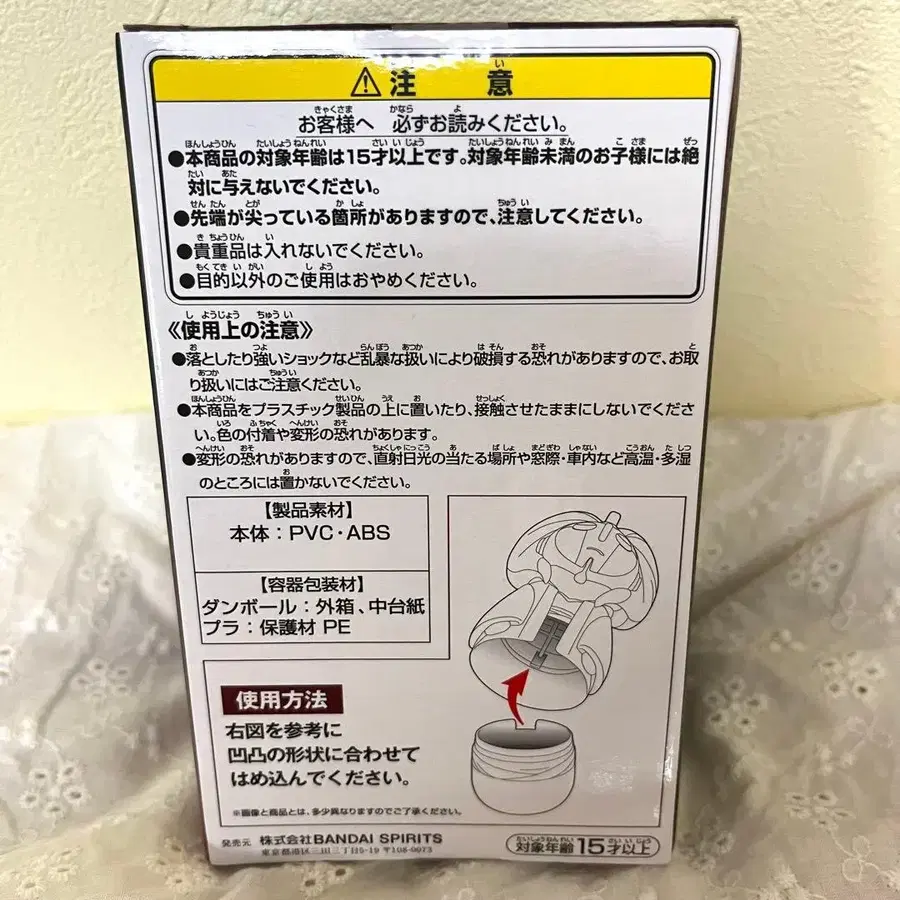 ⚠注意
お客様へ 必ずお読みください。
●本商品の対象年齢は15才以上です。対象年齢未満のお子様には絶
対に与えないでください。
●先端が尖っている箇所がありますので、注意してください。
●貴重品は入れないでください。
●目的以外のご使用はおやめください。
《使用上の注意》
●落としたり強いショックなど乱暴な扱いにより破損する恐れがありますので、お取
り扱いにはご注意ください。
●本商品をプラスチック製品の上に置いたり、接触させたままにしないでくださ
い。色の付着や変形の恐れがあります。
●変形の恐れがありますので、直射日光の当たる場所や窓際・車内など高温・多湿
のところには置かないでください。
【製品素材】
本体：PVC・ABS
【容器包装材】
ダンボール：外箱、中台紙
プラ：保護材 PE
使用方法
右図を参考に
凹凸の形状に合わせて
はめ込んでください。
※画像と商品とは、多少異なりますのでご了承ください。
発売元 株式会社BANDAI SPIRITS
東京都港区三田三丁目5-19 〒108-0073
対象年齢15才以上